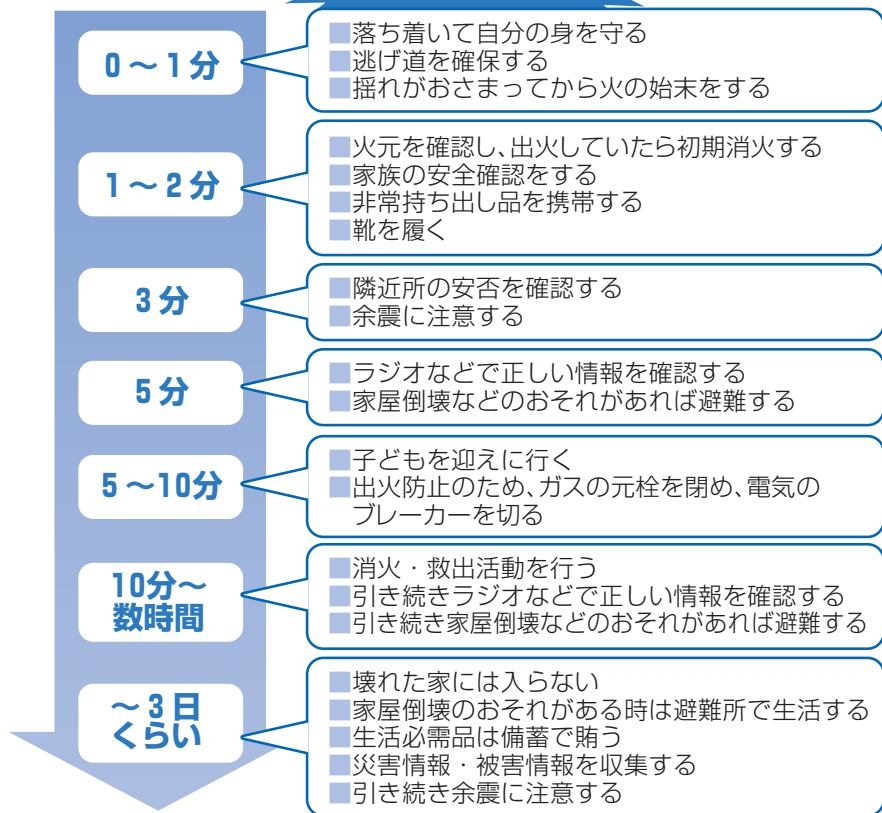 0～1分
■落ち着いて自分の身を守る
■逃げ道を確保する
■揺れがおさまってから火の始末をする
1～2分
■火元を確認し、出火していたら初期消火する
■家族の安全確認をする
■非常持ち出し品を携帯する
■靴を履く
3分
■隣近所の安否を確認する
■余震に注意する
5分
■ラジオなどで正しい情報を確認する
■家屋倒壊などのおそれがあれば避難する
5～10分
■子どもを迎えに行く
■出火防止のため、ガスの元栓を閉め、電気の
ブレーカーを切る
10分～
数時間
■消火・救出活動を行う
■引き続きラジオなどで正しい情報を確認する
■引き続き家屋倒壊などのおそれがあれば避難する
～3日
くらい
■壊れた家には入らない
■家屋倒壊のおそれがある時は避難所で生活する
■生活必需品は備蓄で賄う
■災害情報・被害情報を収集する
■引き続き余震に注意する